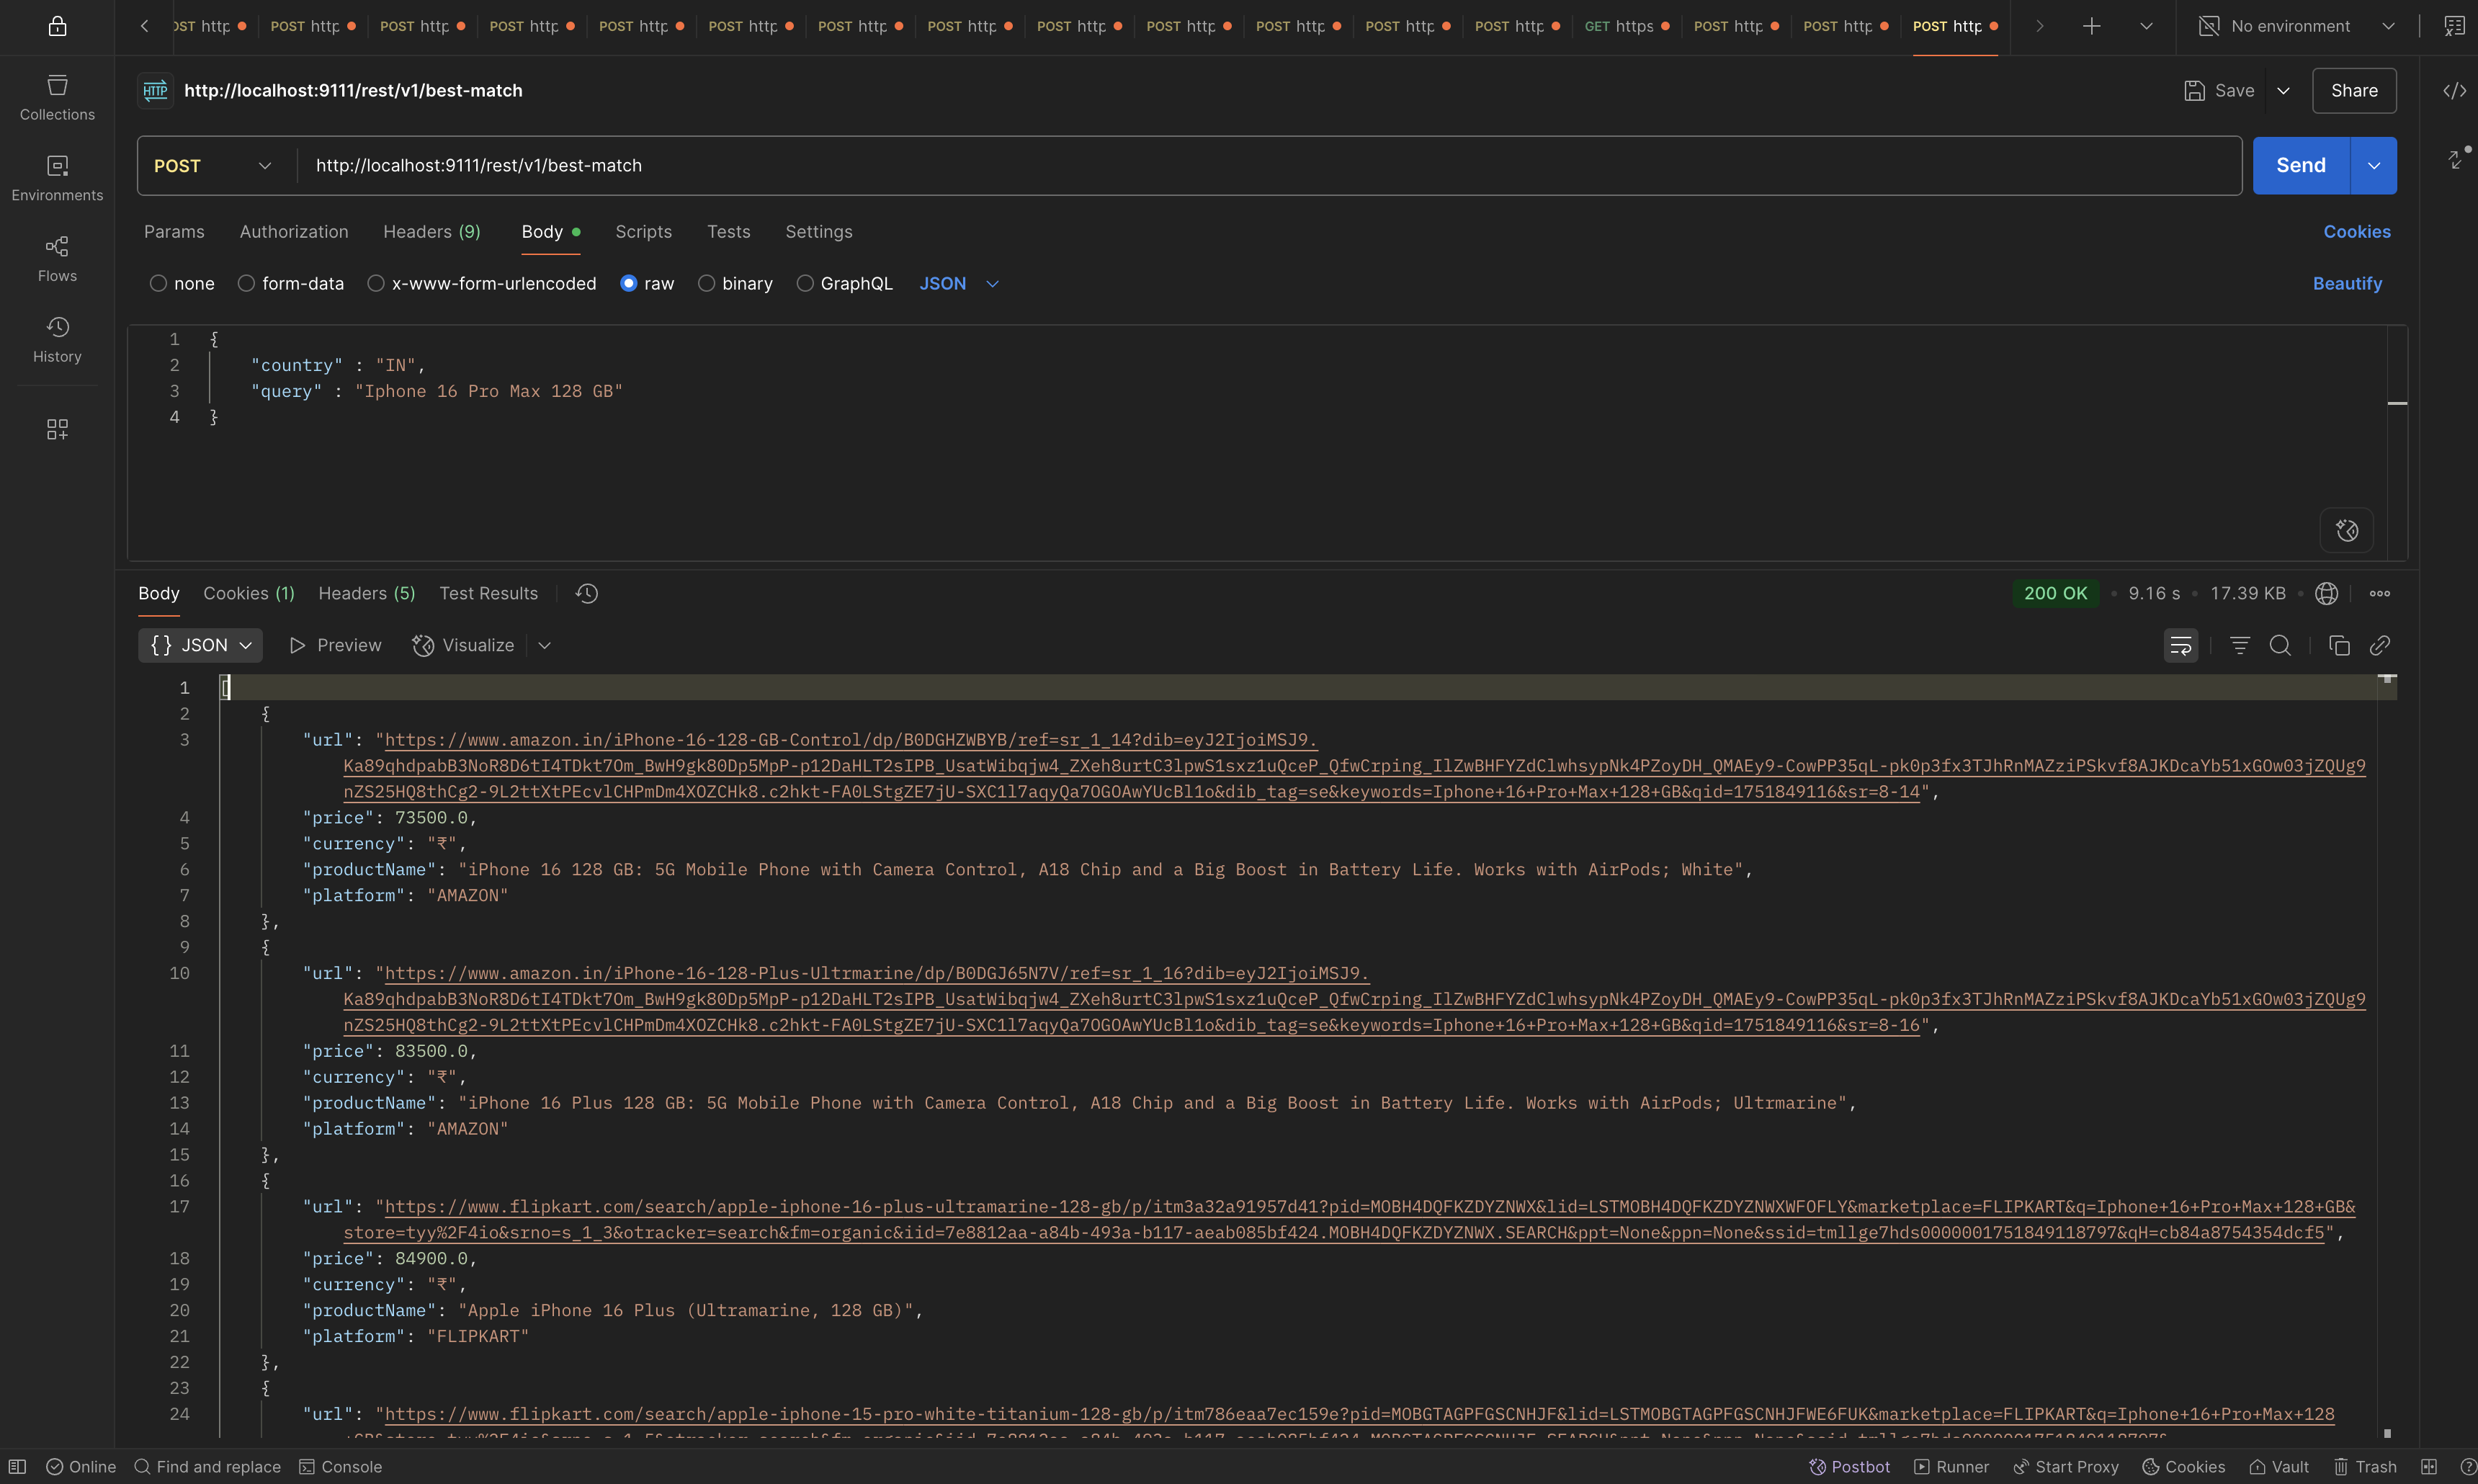 OST http POST http POST http POST http POST http POST http POST http POST http POST http POST http POST http POST http POST http GET https POST http POST http POST http No environment
Collections
Environments
Flows
History
HTTP http://localhost:9111/rest/v1/best-match Save Share
POST http://localhost:9111/rest/v1/best-match Send
Params Authorization Headers (9) Body Scripts Tests Settings Cookies
none form-data x-www-form-urlencoded raw binary GraphQL JSON Beautify
1 {
2 "country" : "IN",
3 "query" : "Iphone 16 Pro Max 128 GB"
4 }
Body Cookies (1) Headers (5) Test Results 200 OK 9.16 s 17.39 KB
{} JSON Preview Visualize
1 [
2 {
3 "url": "https://www.amazon.in/iPhone-16-128-GB-Control/dp/B0DGHZWBYB/ref=sr_1_14?dib=eyJ2IjoiMSJ9.
Ka89qhdpabB3NoR8D6tI4TDkt7Om_BwH9gk80Dp5MpP-p12DaHLT2sIPB_UsatWibqjw4_ZXeh8urtC3lpwS1sxz1uQceP_QfwCrping_IlZwBHFYZdClwhsypNk4PZoyDH_QMAEy9-CowPP35qL-pk0p3fx3TJhRnMAZziPSkvf8AJKDcaYb51xGOw03jZQUg9
nZS25HQ8thCg2-9L2ttXtPEcvlCHPmDm4XOZCHk8.c2hkt-FA0LStgZE7jU-SXC1l7aqyQa7OGOAwYUcBl1o&dib_tag=se&keywords=Iphone+16+Pro+Max+128+GB&qid=1751849116&sr=8-14",
4 "price": 73500.0,
5 "currency": "₹",
6 "productName": "iPhone 16 128 GB: 5G Mobile Phone with Camera Control, A18 Chip and a Big Boost in Battery Life. Works with AirPods; White",
7 "platform": "AMAZON"
8 },
9 {
10 "url": "https://www.amazon.in/iPhone-16-128-Plus-Ultrmarine/dp/B0DGJ65N7V/ref=sr_1_16?dib=eyJ2IjoiMSJ9.
Ka89qhdpabB3NoR8D6tI4TDkt7Om_BwH9gk80Dp5MpP-p12DaHLT2sIPB_UsatWibqjw4_ZXeh8urtC3lpwS1sxz1uQceP_QfwCrping_IlZwBHFYZdClwhsypNk4PZoyDH_QMAEy9-CowPP35qL-pk0p3fx3TJhRnMAZziPSkvf8AJKDcaYb51xGOw03jZQUg9
nZS25HQ8thCg2-9L2ttXtPEcvlCHPmDm4XOZCHk8.c2hkt-FA0LStgZE7jU-SXC1l7aqyQa7OGOAwYUcBl1o&dib_tag=se&keywords=Iphone+16+Pro+Max+128+GB&qid=1751849116&sr=8-16",
11 "price": 83500.0,
12 "currency": "₹",
13 "productName": "iPhone 16 Plus 128 GB: 5G Mobile Phone with Camera Control, A18 Chip and a Big Boost in Battery Life. Works with AirPods; Ultrmarine",
14 "platform": "AMAZON"
15 },
16 {
17 "url": "https://www.flipkart.com/search/apple-iphone-16-plus-ultramarine-128-gb/p/itm3a32a91957d41?pid=MOBH4DQFKZDYZNWX&lid=LSTMOBH4DQFKZDYZNWXWFOFLY&marketplace=FLIPKART&q=Iphone+16+Pro+Max+128+GB&
store=tyy%2F4io&srno=s_1_3&otracker=search&fm=organic&iid=7e8812aa-a84b-493a-b117-aeab085bf424.MOBH4DQFKZDYZNWX.SEARCH&ppt=None&ppn=None&ssid=tmllge7hds0000001751849118797&qH=cb84a8754354dcf5",
18 "price": 84900.0,
19 "currency": "₹",
20 "productName": "Apple iPhone 16 Plus (Ultramarine, 128 GB)",
21 "platform": "FLIPKART"
22 },
23 {
24 "url": "https://www.flipkart.com/search/apple-iphone-15-pro-white-titanium-128-gb/p/itm786eaa7ec159e?pid=MOBGTAGPFGSCNHJF&lid=LSTMOBGTAGPFGSCNHJFWE6FUK&marketplace=FLIPKART&q=Iphone+16+Pro+Max+128
Online Find and replace Console Postbot Runner Start Proxy Cookies Vault Trash